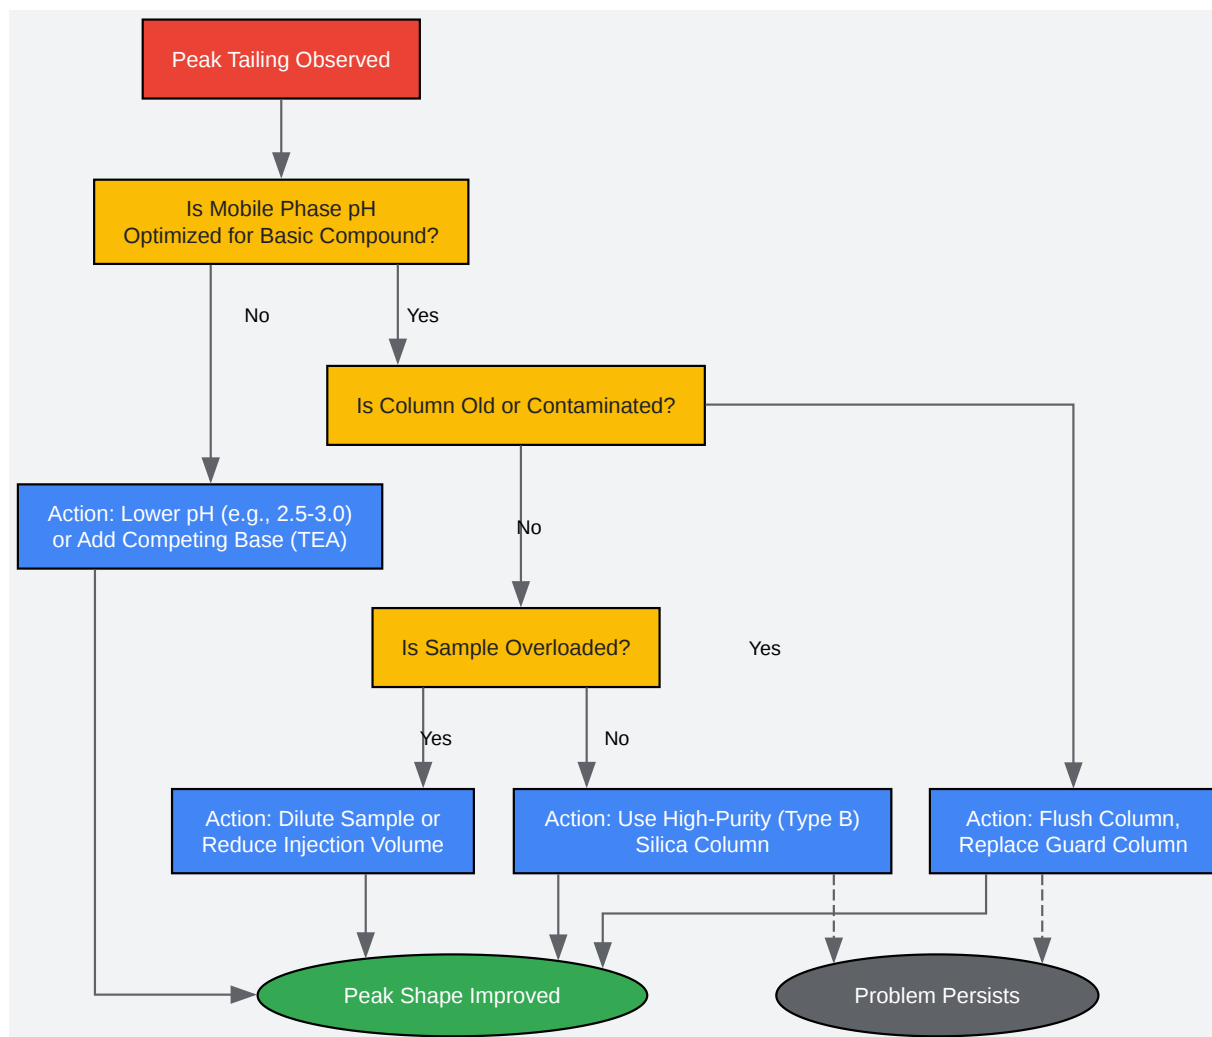 Peak Tailing Observed
Is Mobile Phase pH
Optimized for Basic Compound?
No
Yes
Is Column Old or Contaminated?
Action: Lower pH (e.g., 2.5-3.0)
or Add Competing Base (TEA)
No
Is Sample Overloaded?
Yes
Yes
No
Action: Dilute Sample or
Reduce Injection Volume
Action: Use High-Purity (Type B)
Silica Column
Action: Flush Column,
Replace Guard Column
Peak Shape Improved
Problem Persists